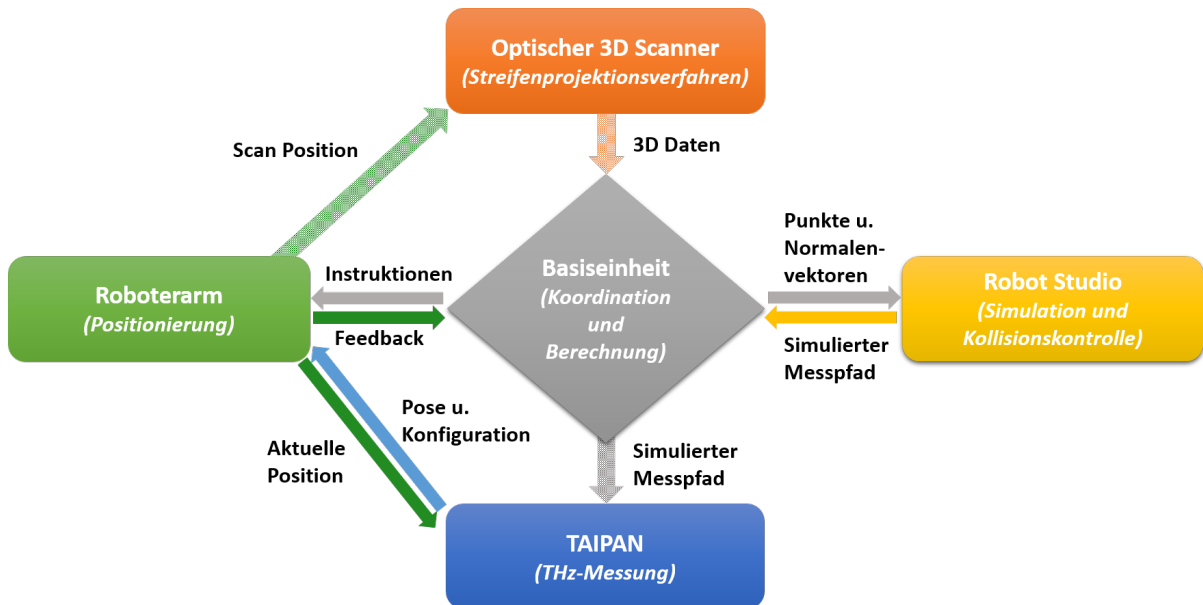 Optischer 3D Scanner
(Streifenprojektionsverfahren)
Scan Position
3D Daten
Punkte u.
Normalen-
vektoren
Instruktionen
Basiseinheit
(Koordination
und
Berechnung)
Roboterarm
(Positionierung)
Robot Studio
(Simulation und
Kollisionskontrolle)
Feedback
Simulierter
Messpfad
Pose u.
Konfiguration
Aktuelle
Position
Simulierter
Messpfad
TAIPAN
(THz-Messung)